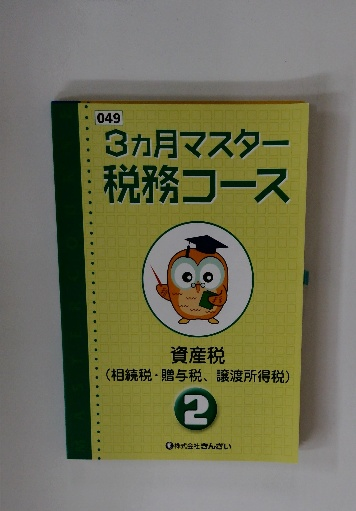 049
3カ月マスター
税務コース
資産税
(相続税・贈与税、譲渡所得税)
2
株式会社きんざい